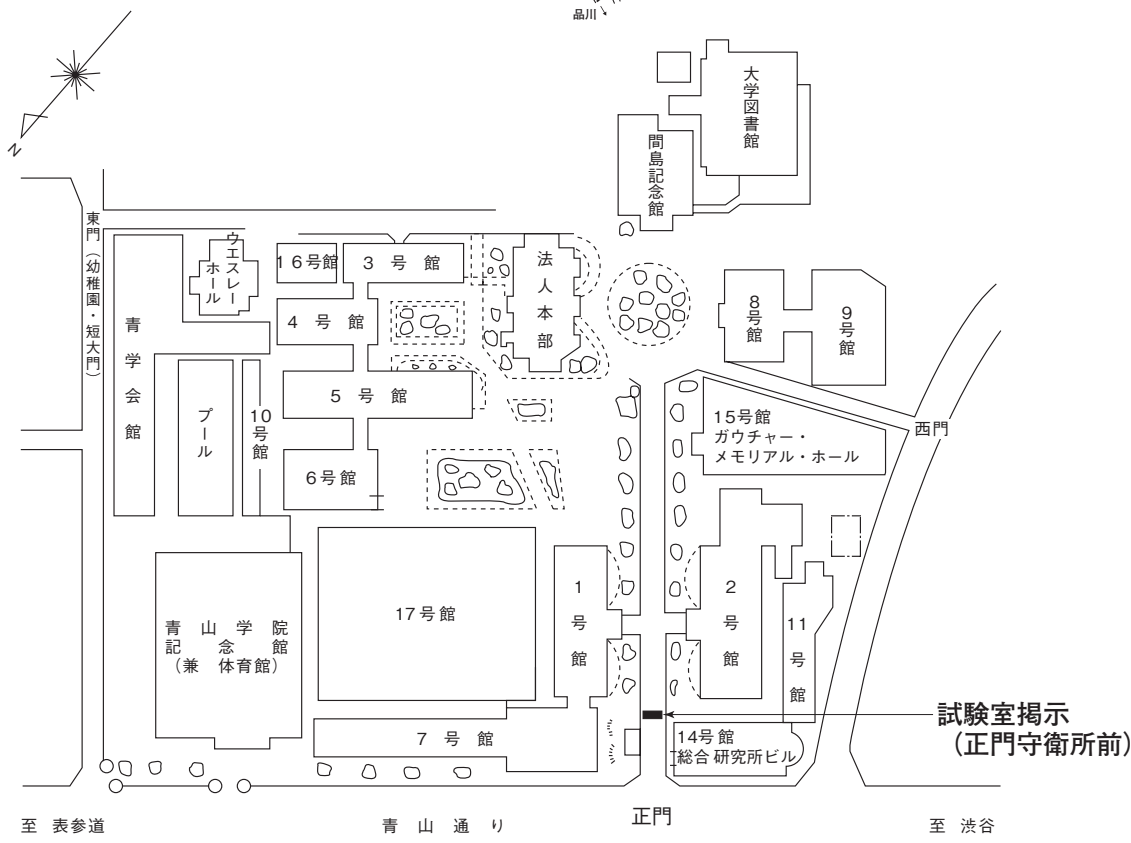 品川
N
大学図書館
間島記念館
東門(幼稚園・短大門)
ウエスレー
ホール
16号館
3号館
法人本部
4号館
8号館
9号館
青学会館
プール
10号館
5号館
15号館
ガウチャー・
メモリアル・ホール
西門
6号館
1号館
2号館
17号館
11号館
青山学院
記念館
(兼 体育館)
試験室掲示
(正門守衛所前)
7号館
14号館
総合研究所ビル
至 表参道
青山通り
正門
至 渋谷